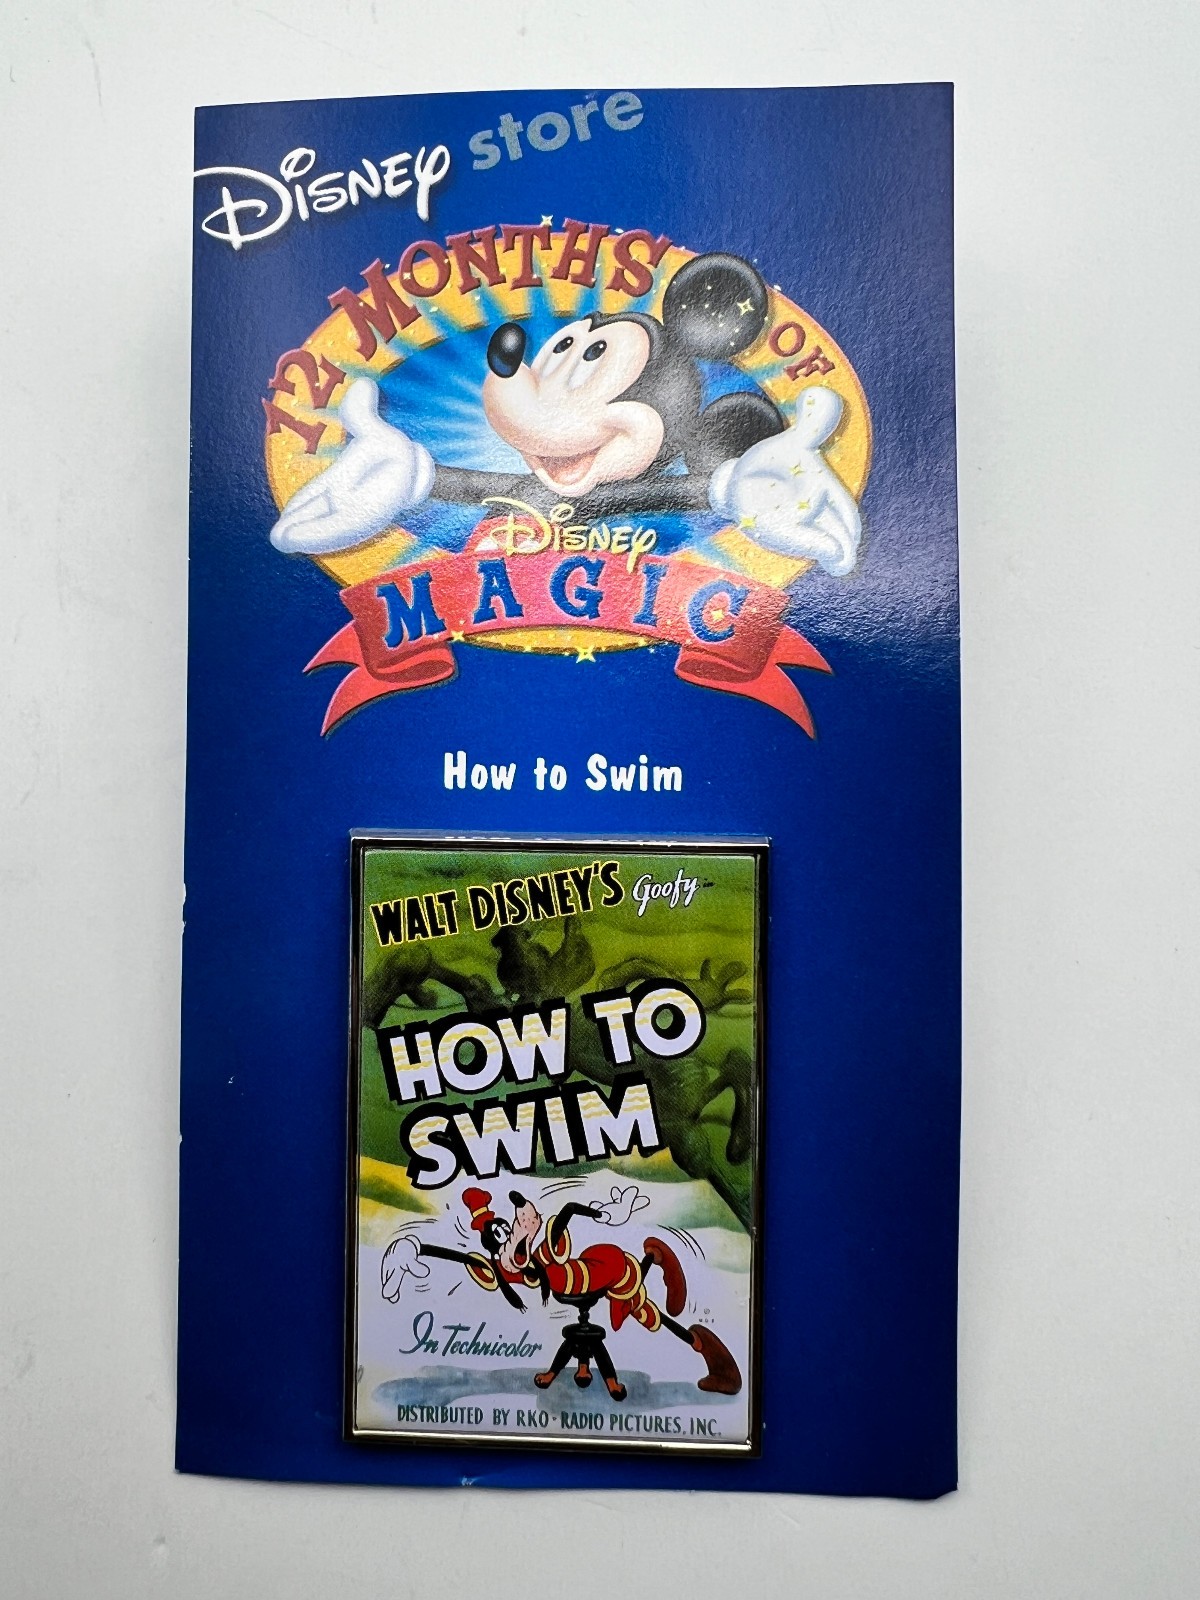 Disney store
12 MONTHS OF
Disney
MAGIC
How to Swim
WALT DISNEY'S Goofy
HOW TO
SWIM
In Technicolor
DISTRIBUTED BY RKO-RADIO PICTURES, INC.